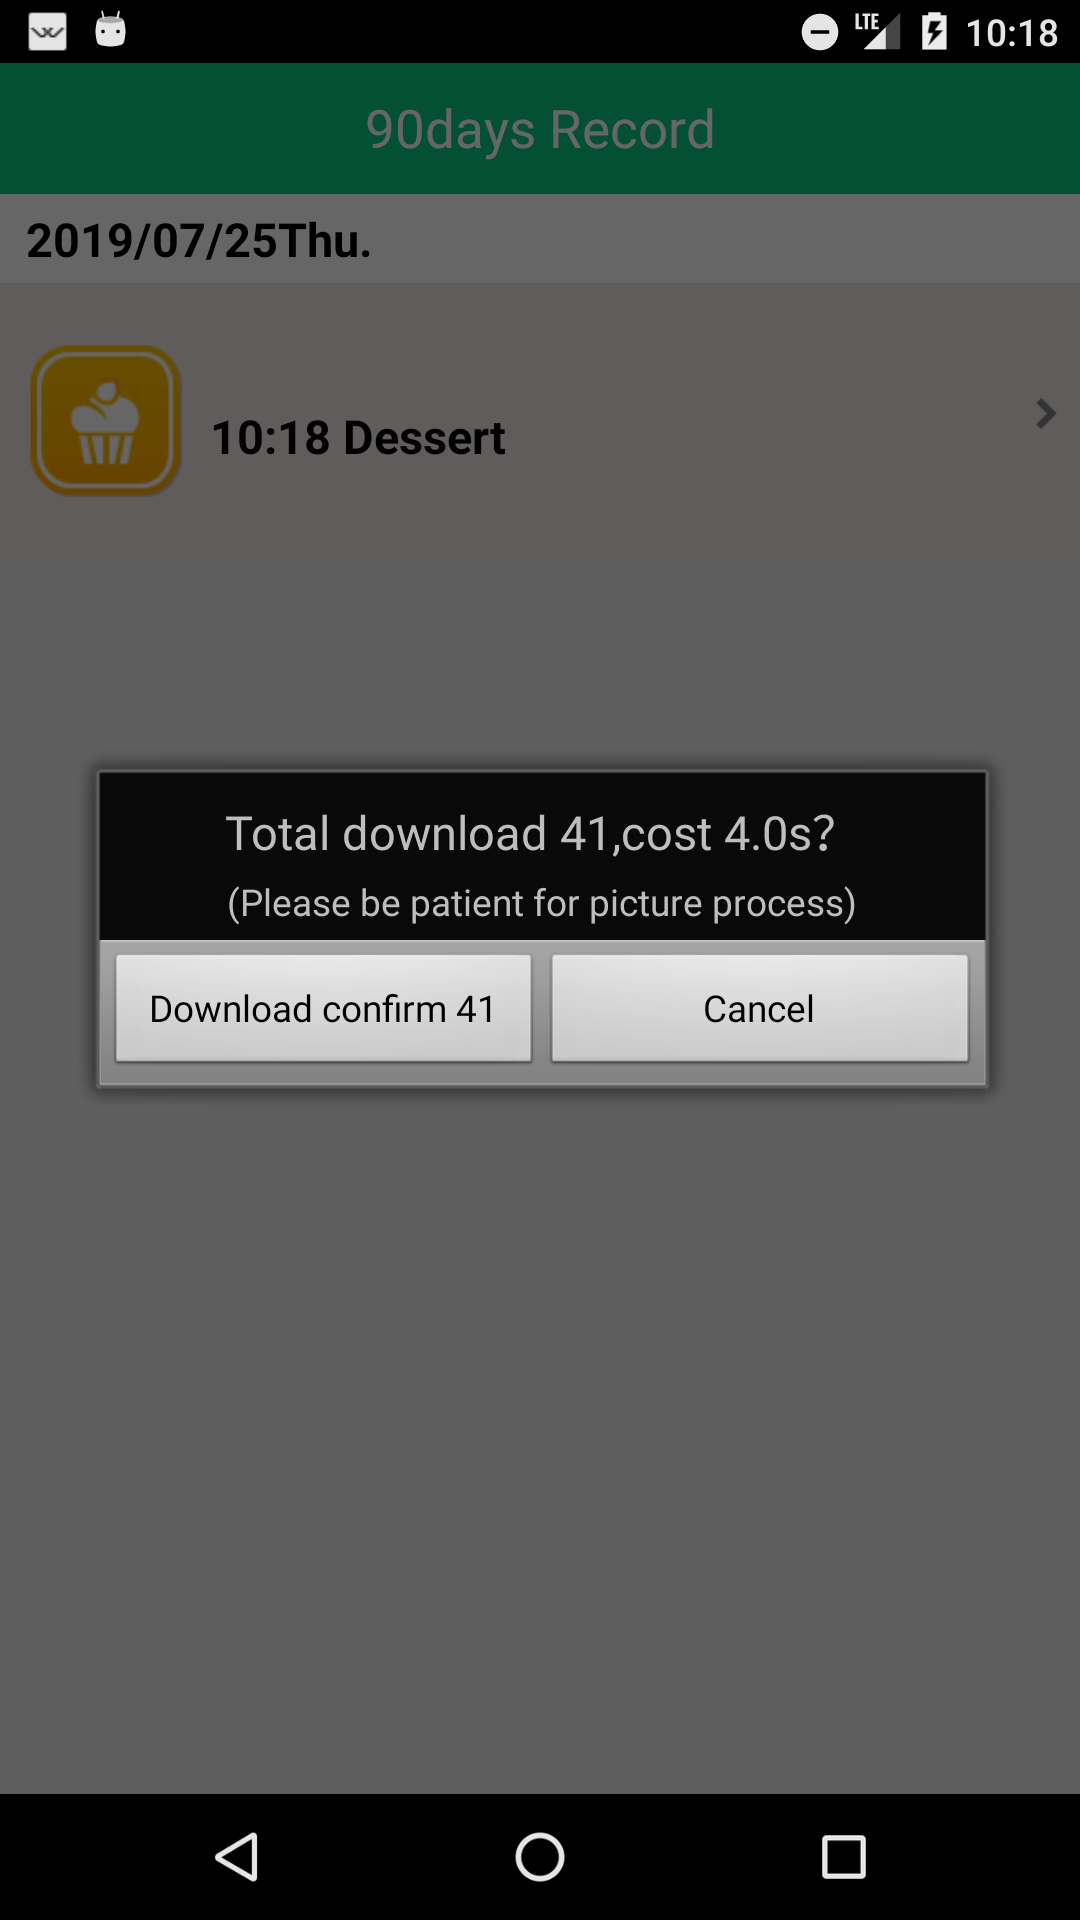 LTE 10:18
90days Record
2019/07/25Thu.
10:18 Dessert
Total download 41,cost 4.0s?
(Please be patient for picture process)
Download confirm 41
Cancel